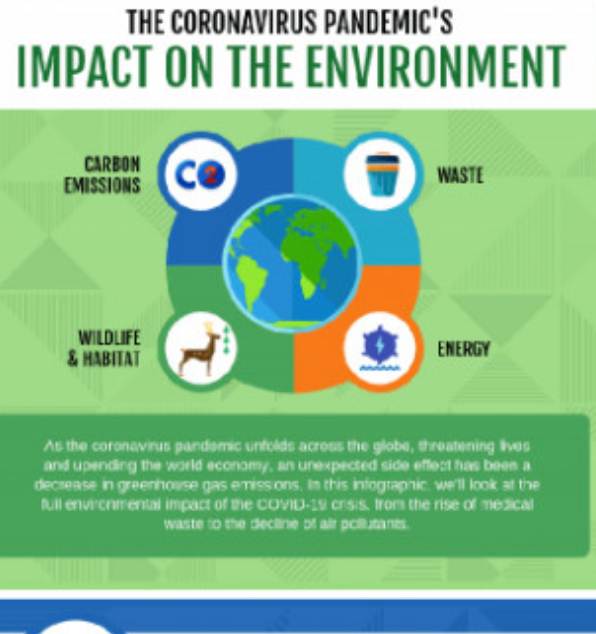 THE CORONAVIRUS PANDEMIC'S
IMPACT ON THE ENVIRONMENT
CARBON
EMISSIONS
CO2
WASTE
WILDLIFE
& HABITAT
ENERGY
As the coronavirus pandemic unfolds across the globe, threatening lives
and upending the world economy, an unexpected side effect has been a
decrease in greenhouse gas emissions. In this infographic, we'll look at the
full environmental impact of the COVID-19 crisis, from the rise of medical
waste to the decline of air pollutants.